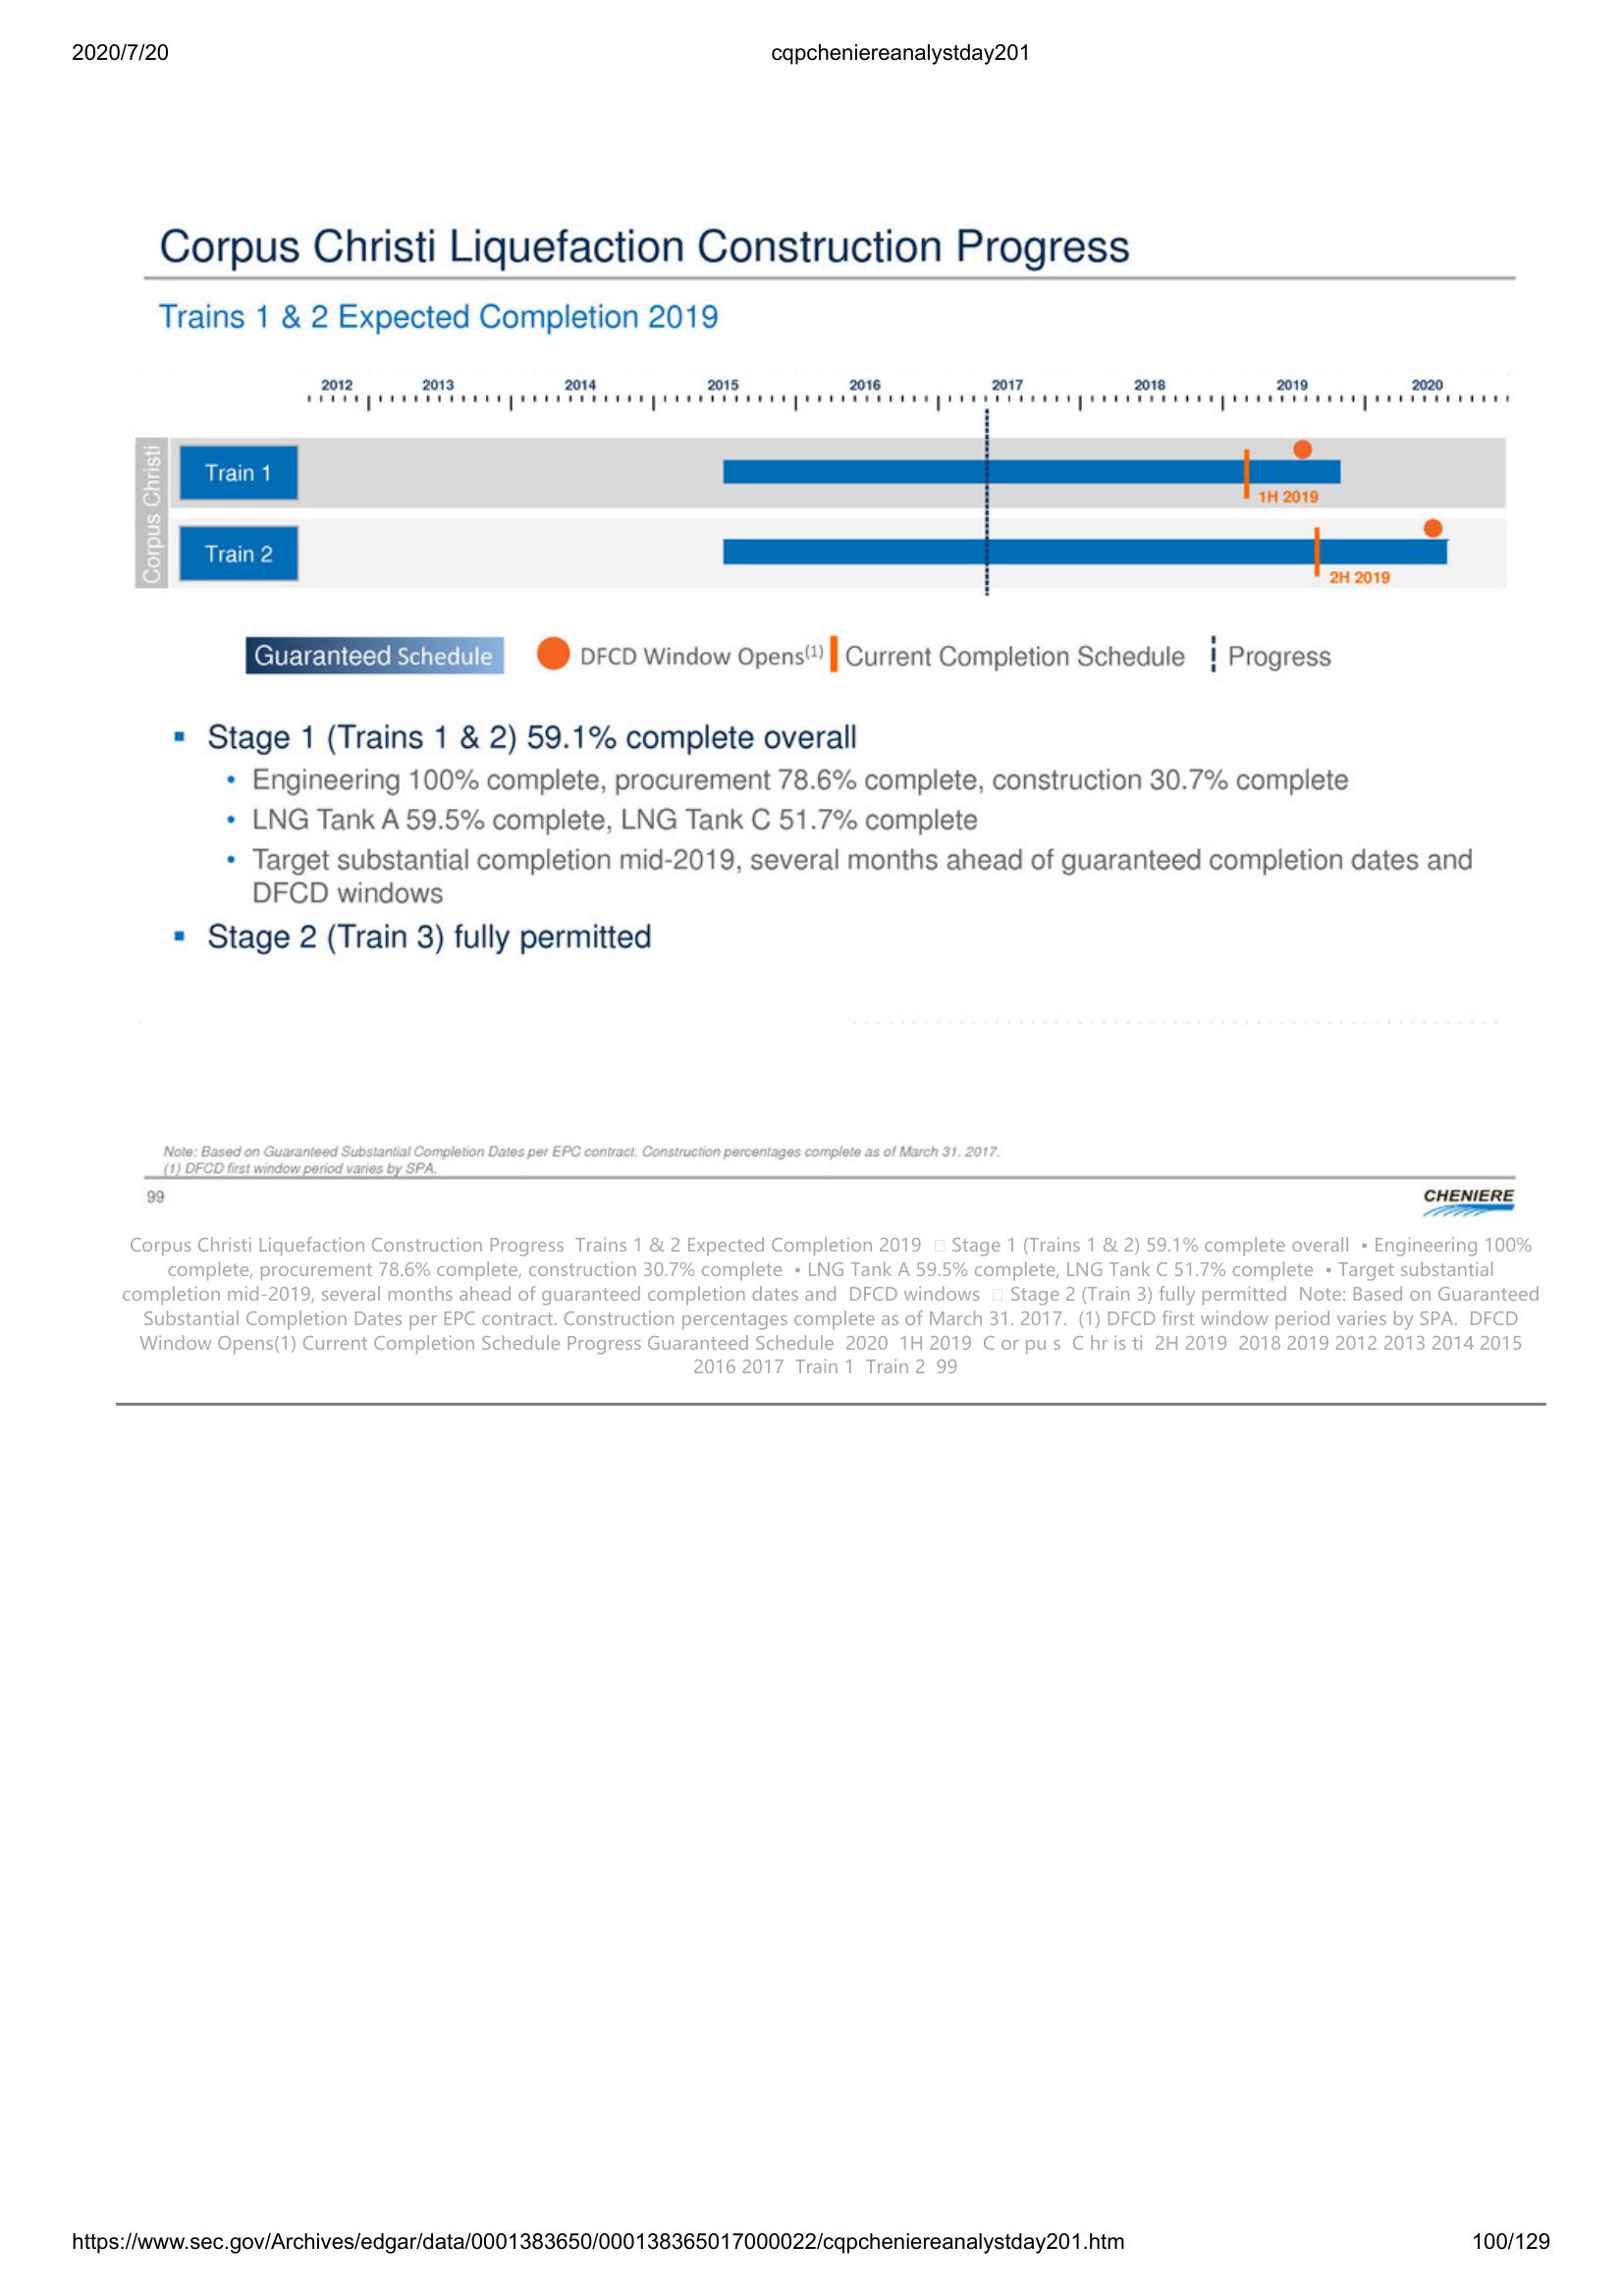 2020/7/20 cqpcheniereanalystday201
Corpus Christi Liquefaction Construction Progress
Trains 1 & 2 Expected Completion 2019
2012 2013 2014 2015 2016 2017 2018 2019 2020
Corpus Christi
Train 1
1H 2019
Train 2
2H 2019
Guaranteed Schedule DFCD Window Opens(1) Current Completion Schedule Progress
▪ Stage 1 (Trains 1 & 2) 59.1% complete overall
• Engineering 100% complete, procurement 78.6% complete, construction 30.7% complete
• LNG Tank A 59.5% complete, LNG Tank C 51.7% complete
• Target substantial completion mid-2019, several months ahead of guaranteed completion dates and
DFCD windows
▪ Stage 2 (Train 3) fully permitted
Note: Based on Guaranteed Substantial Completion Dates per EPC contract. Construction percentages complete as of March 31. 2017.
(1) DFCD first window period varies by SPA.
99
CHENIERE
Corpus Christi Liquefaction Construction Progress Trains 1 & 2 Expected Completion 2019 □ Stage 1 (Trains 1 & 2) 59.1% complete overall • Engineering 100%
complete, procurement 78.6% complete, construction 30.7% complete • LNG Tank A 59.5% complete, LNG Tank C 51.7% complete • Target substantial
completion mid-2019, several months ahead of guaranteed completion dates and DFCD windows □ Stage 2 (Train 3) fully permitted Note: Based on Guaranteed
Substantial Completion Dates per EPC contract. Construction percentages complete as of March 31. 2017. (1) DFCD first window period varies by SPA. DFCD
Window Opens(1) Current Completion Schedule Progress Guaranteed Schedule 2020 1H 2019 C or pu s C hr is ti 2H 2019 2018 2019 2012 2013 2014 2015
2016 2017 Train 1 Train 2 99
https://www.sec.gov/Archives/edgar/data/0001383650/000138365017000022/cqpcheniereanalystday201.htm 100/129